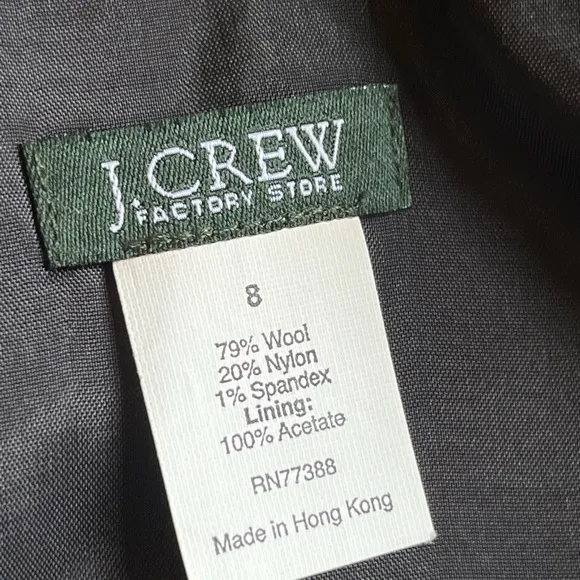 J.CREW
FACTORY STORE
8
79% Wool
20% Nylon
1% Spandex
Lining:
100% Acetate
RN77388
Made in Hong Kong